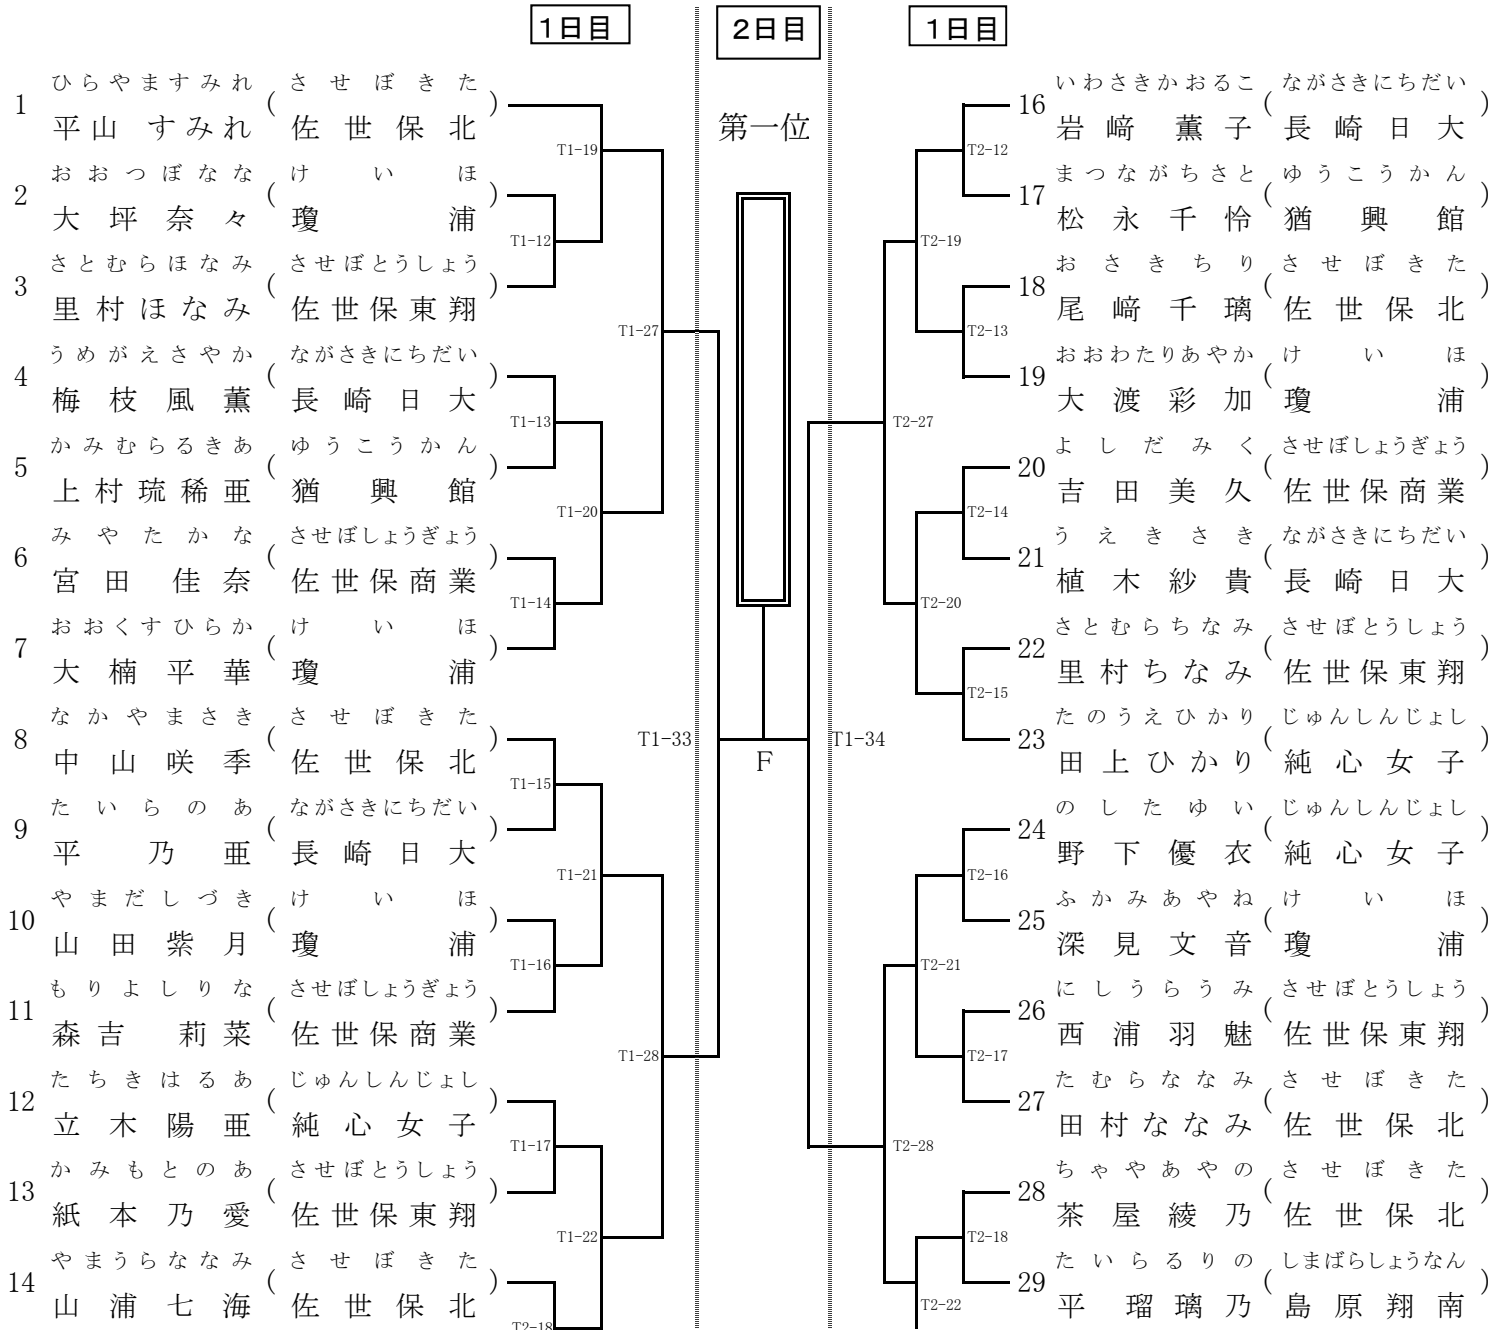 1日目
2日目
1日目
第一位
ひらやますみれ させぼきた
1 平山 すみれ (佐世保北)
T1-19
おおつぼなな けいほ
2 大坪奈々 (瓊浦)
T1-12
さとむらほなみ させぼとうしょう
3 里村ほなみ (佐世保東翔)
T1-27
うめがえさやか ながさきにちだい
4 梅枝風薫 (長崎日大)
T1-13
かみむらるきあ ゆうこうかん
5 上村琉稀亜 (猶興館)
T1-20
みやたかな させぼしょうぎょう
6 宮田 佳奈 (佐世保商業)
T1-14
おおくすひらか けいほ
7 大楠平華 (瓊浦)
なかやまさき させぼきた
8 中山咲季 (佐世保北)
T1-33
T1-15
たいらのあ ながさきにちだい
9 平 乃亜 (長崎日大)
T1-21
やまだしづき けいほ
10 山田紫月 (瓊浦)
T1-16
もりよしりな させぼしょうぎょう
11 森吉 莉菜 (佐世保商業)
T1-28
たちきはるあ じゅんしんじょし
12 立木陽亜 (純心女子)
T1-17
かみもとのあ させぼとうしょう
13 紙本乃愛 (佐世保東翔)
T1-22
やまうらななみ させぼきた
14 山浦七海 (佐世保北)
T2-18
F
いわさきかおるこ ながさきにちだい
16 岩﨑 薫子 (長崎日大)
T2-12
まつながちさと ゆうこうかん
17 松永千怜 (猶興館)
T2-19
おさきちり させぼきた
18 尾﨑千璃 (佐世保北)
T2-13
おおわたりあやか けいほ
19 大渡彩加 (瓊浦)
T2-27
よしだみく させぼしょうぎょう
20 吉田美久 (佐世保商業)
T2-14
うえきさき ながさきにちだい
21 植木紗貴 (長崎日大)
T2-20
さとむらちなみ させぼとうしょう
22 里村ちなみ (佐世保東翔)
T2-15
たのうえひかり じゅんしんじょし
23 田上ひかり (純心女子)
T1-34
のしたゆい じゅんしんじょし
24 野下優衣 (純心女子)
T2-16
ふかみあやね けいほ
25 深見文音 (瓊浦)
T2-21
にしうらうみ させぼとうしょう
26 西浦羽魅 (佐世保東翔)
T2-17
たむらななみ させぼきた
27 田村ななみ (佐世保北)
T2-28
ちゃやあやの させぼきた
28 茶屋綾乃 (佐世保北)
T2-18
たいらるりの しまばらしょうなん
29 平 瑠璃乃 (島原翔南)
T2-22